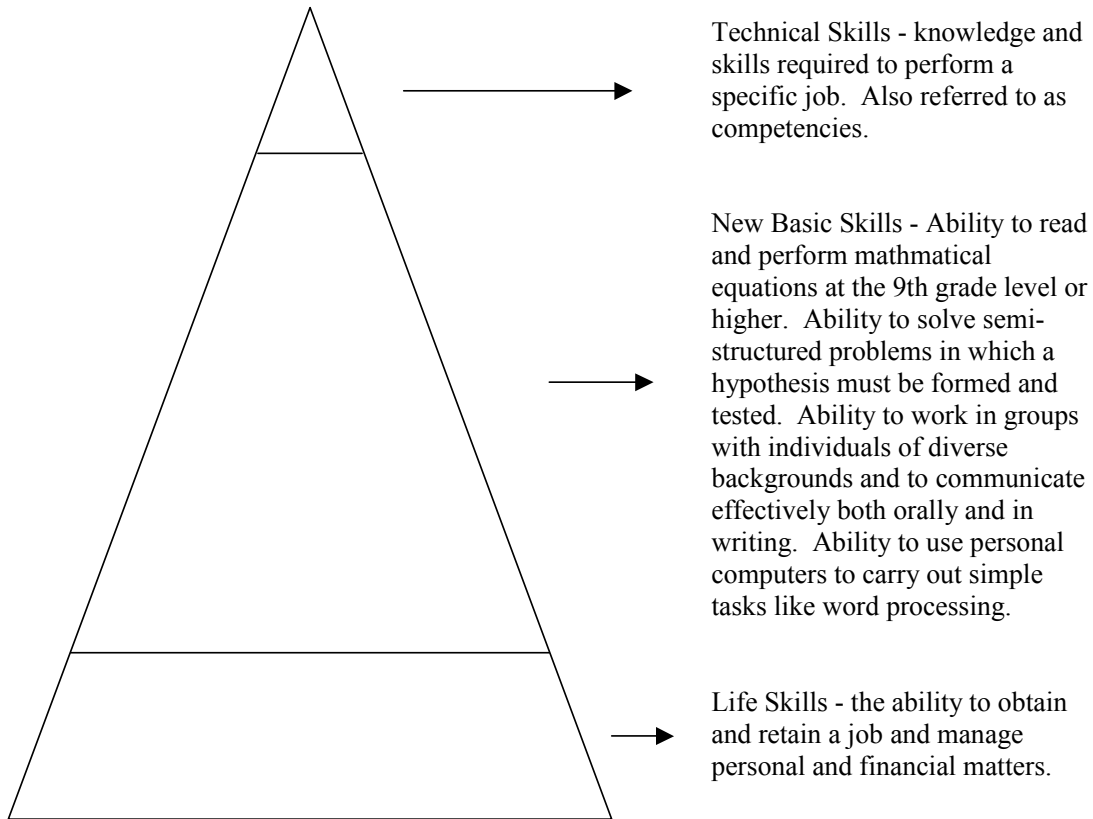 Technical Skills - knowledge and
skills required to perform a
specific job.  Also referred to as
competencies.
New Basic Skills - Ability to read
and perform mathmatical
equations at the 9th grade level or
higher.  Ability to solve semi-
structured problems in which a
hypothesis must be formed and
tested.  Ability to work in groups
with individuals of diverse
backgrounds and to communicate
effectively both orally and in
writing.  Ability to use personal
computers to carry out simple
tasks like word processing.
Life Skills - the ability to obtain
and retain a job and manage
personal and financial matters.